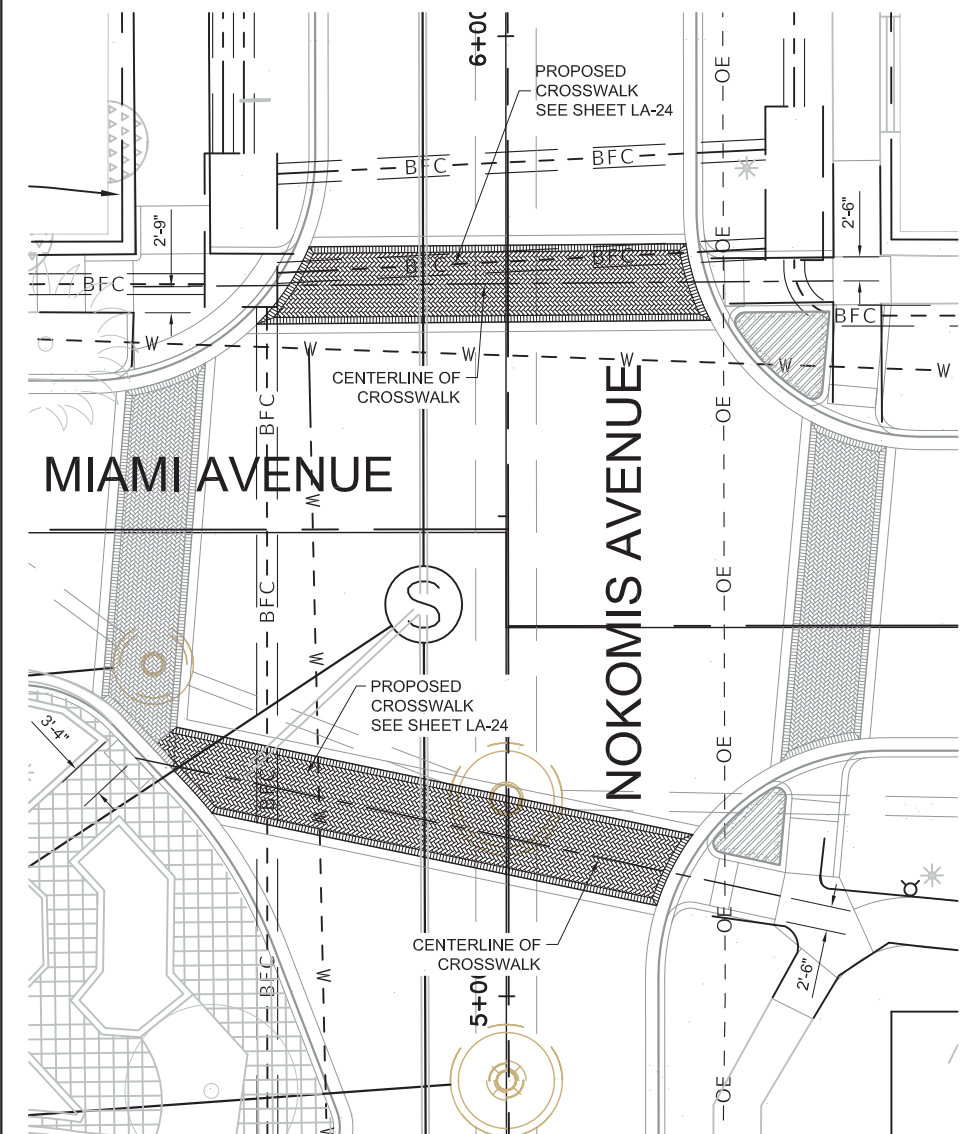 6+00
PROPOSED
CROSSWALK
SEE SHEET LA-24
OE
BFC
BFC
2'-9"
2'-6"
OE
BFC
BFC
BFC
BFC
W
W
W
W
W
CENTERLINE OF
CROSSWALK
OE
BFC
MIAMI AVENUE
W
NOKOMIS AVENUE
OE
BFC
S
W
PROPOSED
CROSSWALK
SEE SHEET LA-24
3'-4"
OE
BFC
W
CENTERLINE OF
CROSSWALK
OE
2'-6"
BFC
W
5+00
OE
W